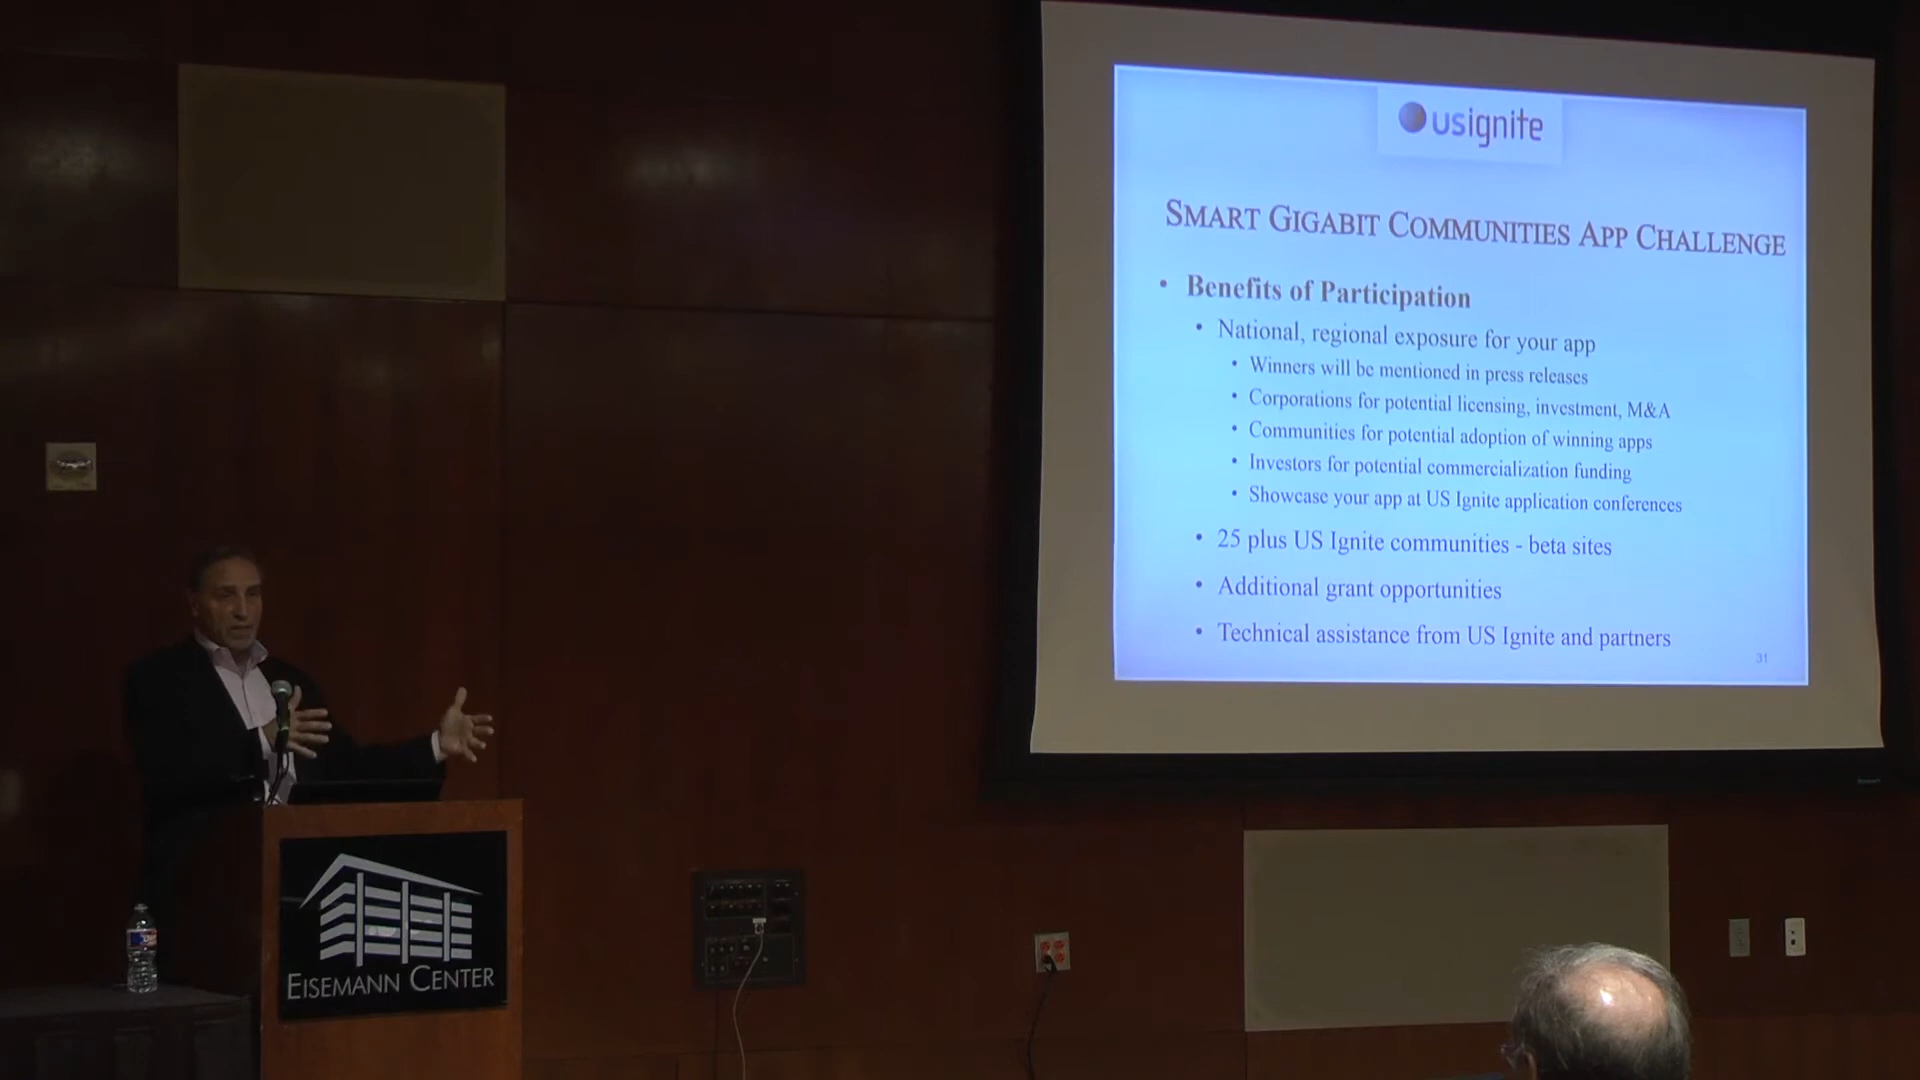 usignite
SMART GIGABIT COMMUNITIES APP CHALLENGE
• Benefits of Participation
• National, regional exposure for your app
• Winners will be mentioned in press releases
• Corporations for potential licensing, investment, M&A
• Communities for potential adoption of winning apps
• Investors for potential commercialization funding
• Showcase your app at US Ignite application conferences
• 25 plus US Ignite communities - beta sites
• Additional grant opportunities
• Technical assistance from US Ignite and partners
31
EISEMANN CENTER